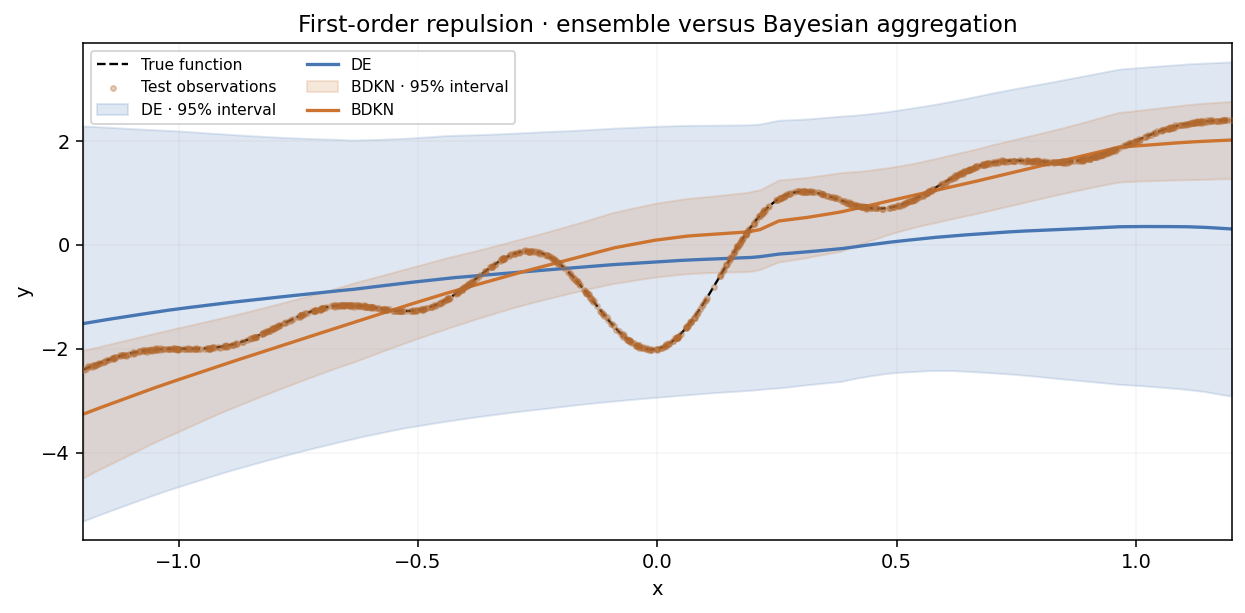 First-order repulsion · ensemble versus Bayesian aggregation
True function
Test observations
DE · 95% interval
DE
BDKN · 95% interval
BDKN
y
2
0
−2
−4
−1.0
−0.5
0.0
0.5
1.0
x